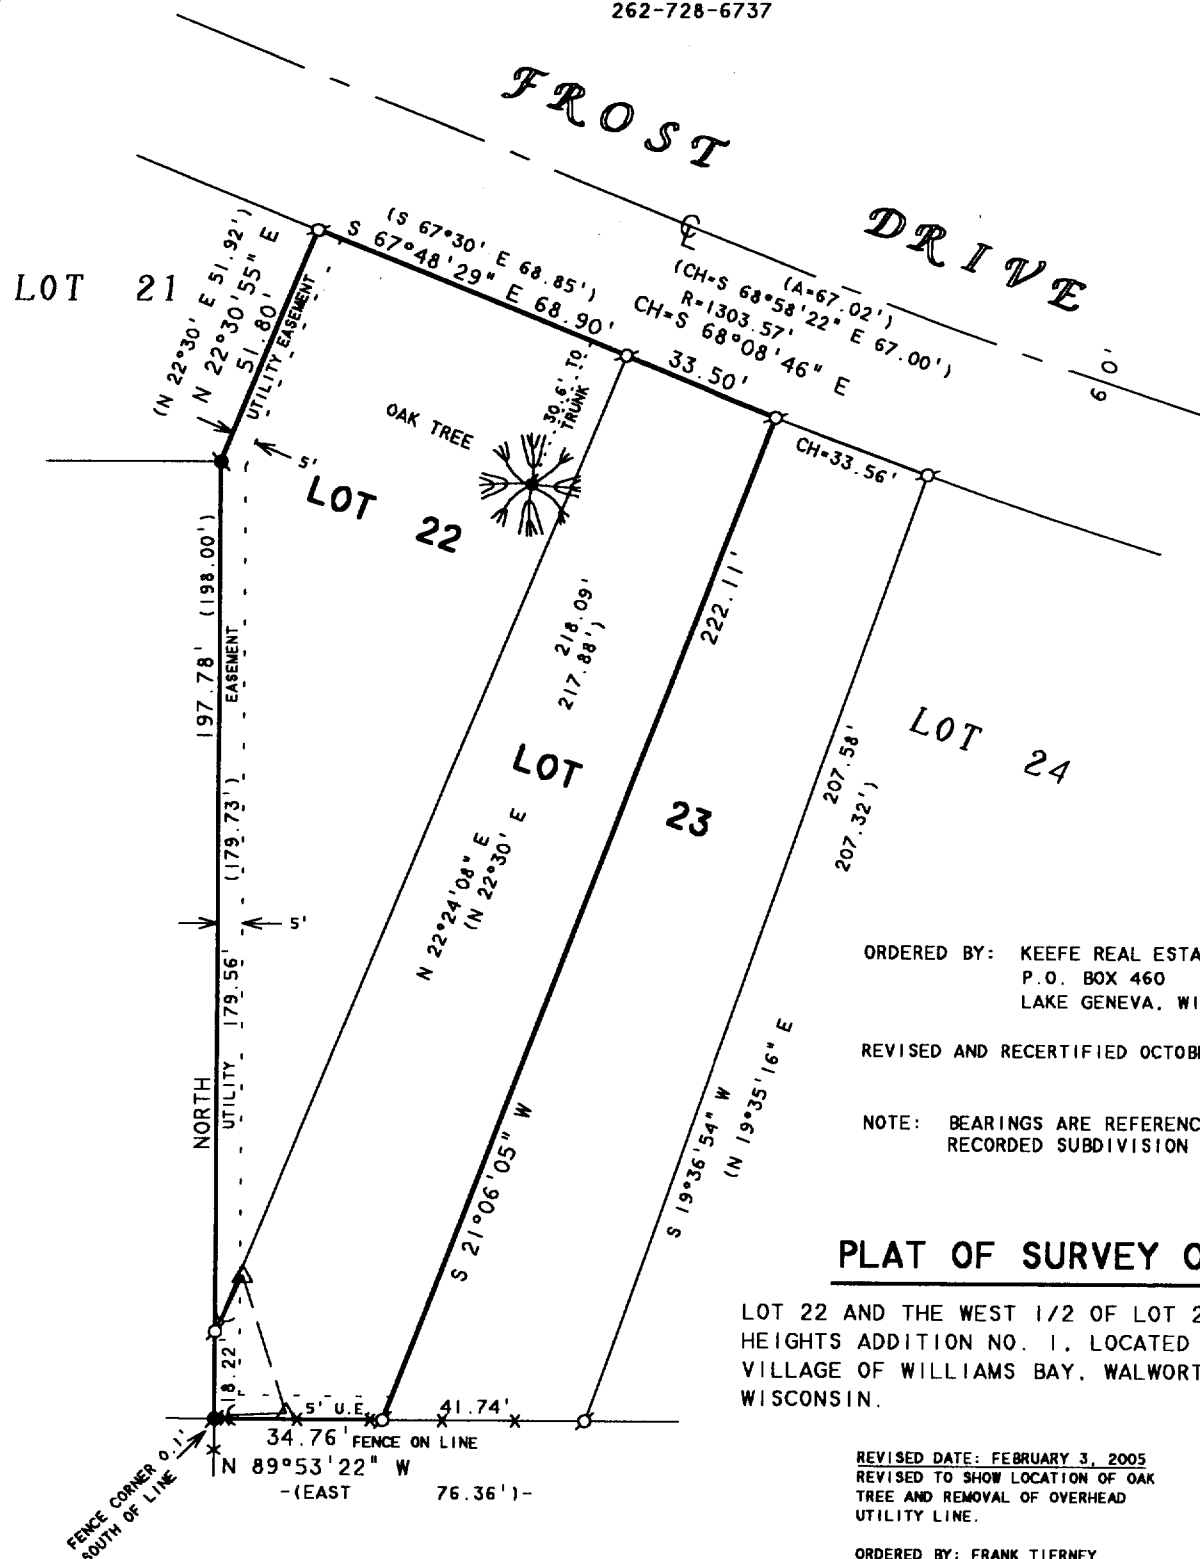 262-728-6737
FROST DRIVE
℄
60'
LOT 21
(N 22°30' E 51.92')
N 22°30'55" E
51.80'
UTILITY EASEMENT
(S 67°30' E 68.85')
S 67°48'29" E 68.90'
(A=67.02')
(CH=S 68°58'22" E 67.00')
R=1303.57'
CH=S 68°08'46" E
33.50'
CH=33.56'
30.6' TO
TRUNK
OAK TREE
5'
LOT 22
197.78' (198.00')
EASEMENT
218.09'
217.88')
222.11'
LOT 23
207.58'
207.32')
LOT 24
(179.73')
179.56'
5'
N 22°24'08" E
(N 22°30' E
NORTH
UTILITY
S 21°06'05" W
S 19°36'54" W
(N 19°35'16" E
ORDERED BY: KEEFE REAL ESTA
P.O. BOX 460
LAKE GENEVA, WI
REVISED AND RECERTIFIED OCTOB
NOTE: BEARINGS ARE REFERENC
RECORDED SUBDIVISION
PLAT OF SURVEY O
LOT 22 AND THE WEST 1/2 OF LOT 2
HEIGHTS ADDITION NO. 1, LOCATED
VILLAGE OF WILLIAMS BAY, WALWORT
WISCONSIN.
18.22'
5' U.E.
41.74'
34.76' FENCE ON LINE
N 89°53'22" W
-(EAST 76.36')-
FENCE CORNER 0.1'
SOUTH OF LINE
REVISED DATE: FEBRUARY 3, 2005
REVISED TO SHOW LOCATION OF OAK
TREE AND REMOVAL OF OVERHEAD
UTILITY LINE.
ORDERED BY: FRANK TIERNEY